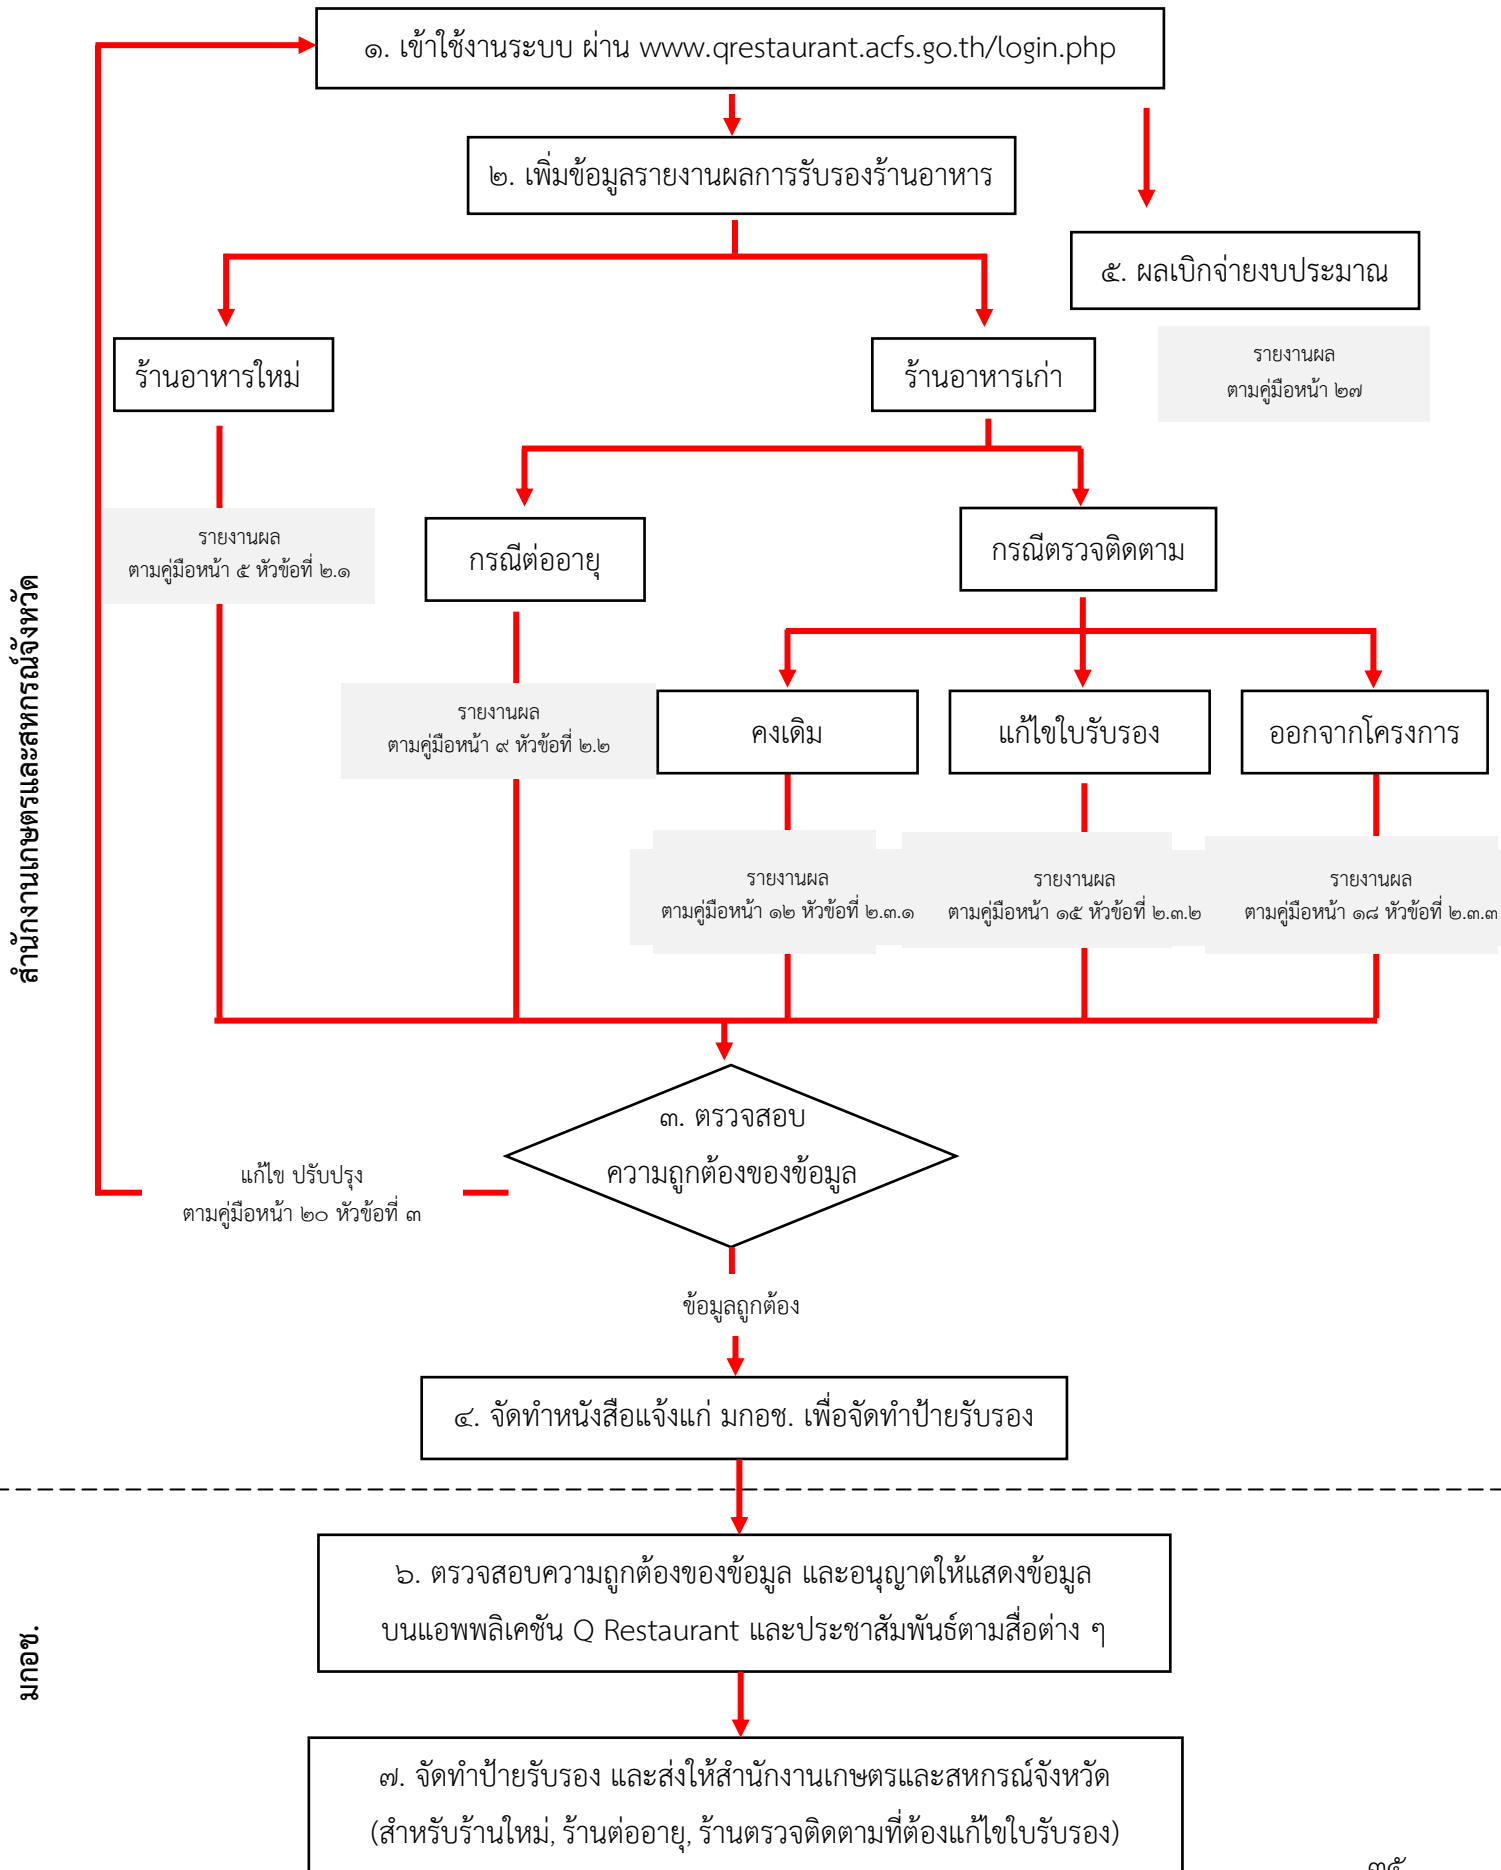 ๑. เข้าใช้งานระบบ ผ่าน www.qrestaurant.acfs.go.th/login.php
๒. เพิ่มข้อมูลรายงานผลการรับรองร้านอาหาร
๕. ผลเบิกจ่ายงบประมาณ
รายงานผล
ตามคู่มือหน้า ๒๗
ร้านอาหารใหม่
ร้านอาหารเก่า
รายงานผล
ตามคู่มือหน้า ๕ หัวข้อที่ ๒.๑
กรณีต่ออายุ
กรณีตรวจติดตาม
รายงานผล
ตามคู่มือหน้า ๙ หัวข้อที่ ๒.๒
คงเดิม
แก้ไขใบรับรอง
ออกจากโครงการ
รายงานผล
ตามคู่มือหน้า ๑๒ หัวข้อที่ ๒.๓.๑
รายงานผล
ตามคู่มือหน้า ๑๕ หัวข้อที่ ๒.๓.๒
รายงานผล
ตามคู่มือหน้า ๑๘ หัวข้อที่ ๒.๓.๓
สำนักงานเกษตรและสหกรณ์จังหวัด
๓. ตรวจสอบ
ความถูกต้องของข้อมูล
แก้ไข ปรับปรุง
ตามคู่มือหน้า ๒๐ หัวข้อที่ ๓
ข้อมูลถูกต้อง
๔. จัดทำหนังสือแจ้งแก่ มกอช. เพื่อจัดทำป้ายรับรอง
๖. ตรวจสอบความถูกต้องของข้อมูล และอนุญาตให้แสดงข้อมูล
บนแอพพลิเคชัน Q Restaurant และประชาสัมพันธ์ตามสื่อต่าง ๆ
มกอช.
๗. จัดทำป้ายรับรอง และส่งให้สำนักงานเกษตรและสหกรณ์จังหวัด
(สำหรับร้านใหม่, ร้านต่ออายุ, ร้านตรวจติดตามที่ต้องแก้ไขใบรับรอง)